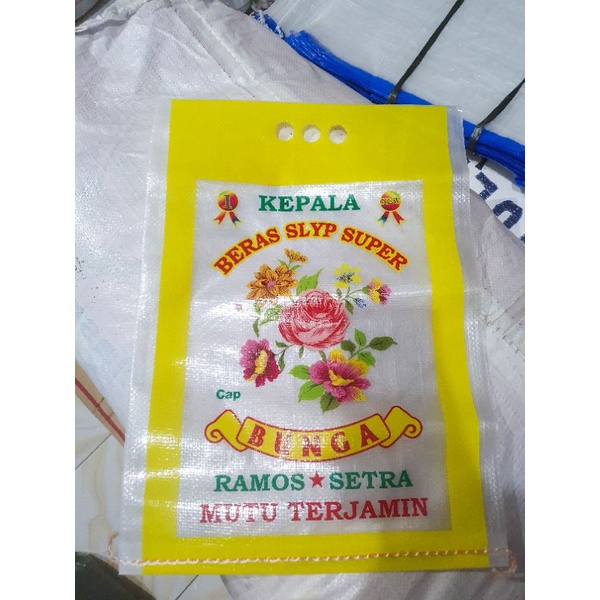 I
KEPALA
BERAS SLYP SUPER
Cap
BUNGA
RAMOS ★ SETRA
MUTU TERJAMIN